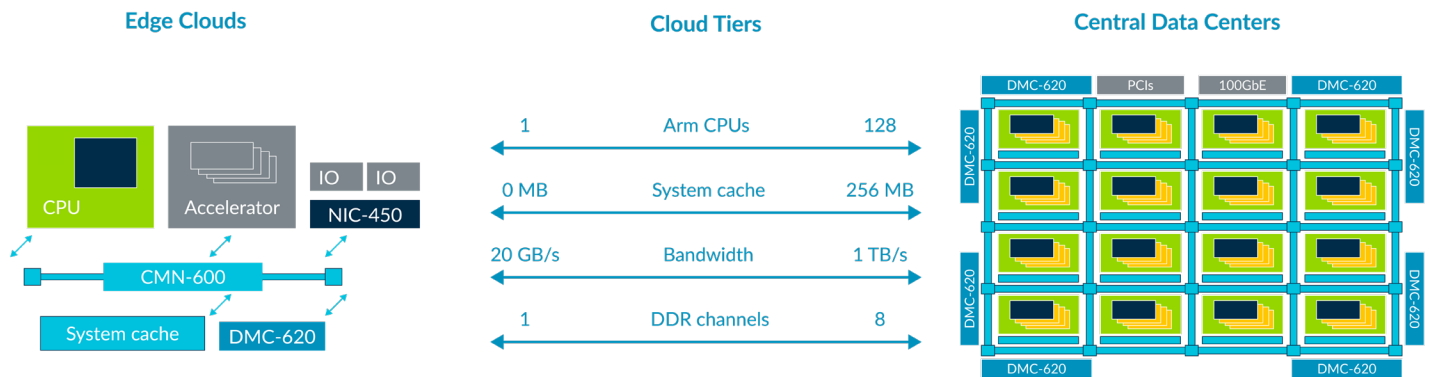 Edge Clouds
CPU
Accelerator
IO
IO
NIC-450
CMN-600
System cache
DMC-620
Cloud Tiers
1 Arm CPUs 128
0 MB System cache 256 MB
20 GB/s Bandwidth 1 TB/s
1 DDR channels 8
Central Data Centers
DMC-620
PCIs
100GbE
DMC-620
DMC-620
DMC-620
DMC-620
DMC-620
DMC-620
DMC-620